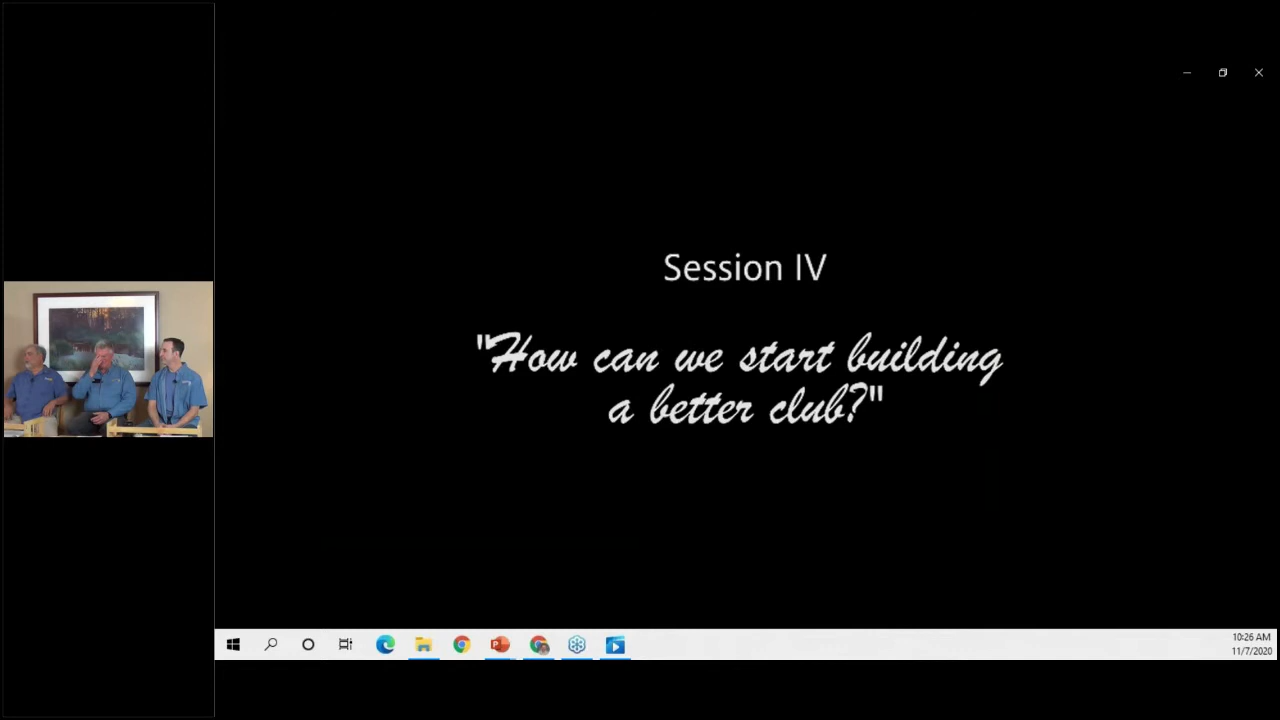 Session IV
"How can we start building
a better club?"
10:26 AM
11/7/2020